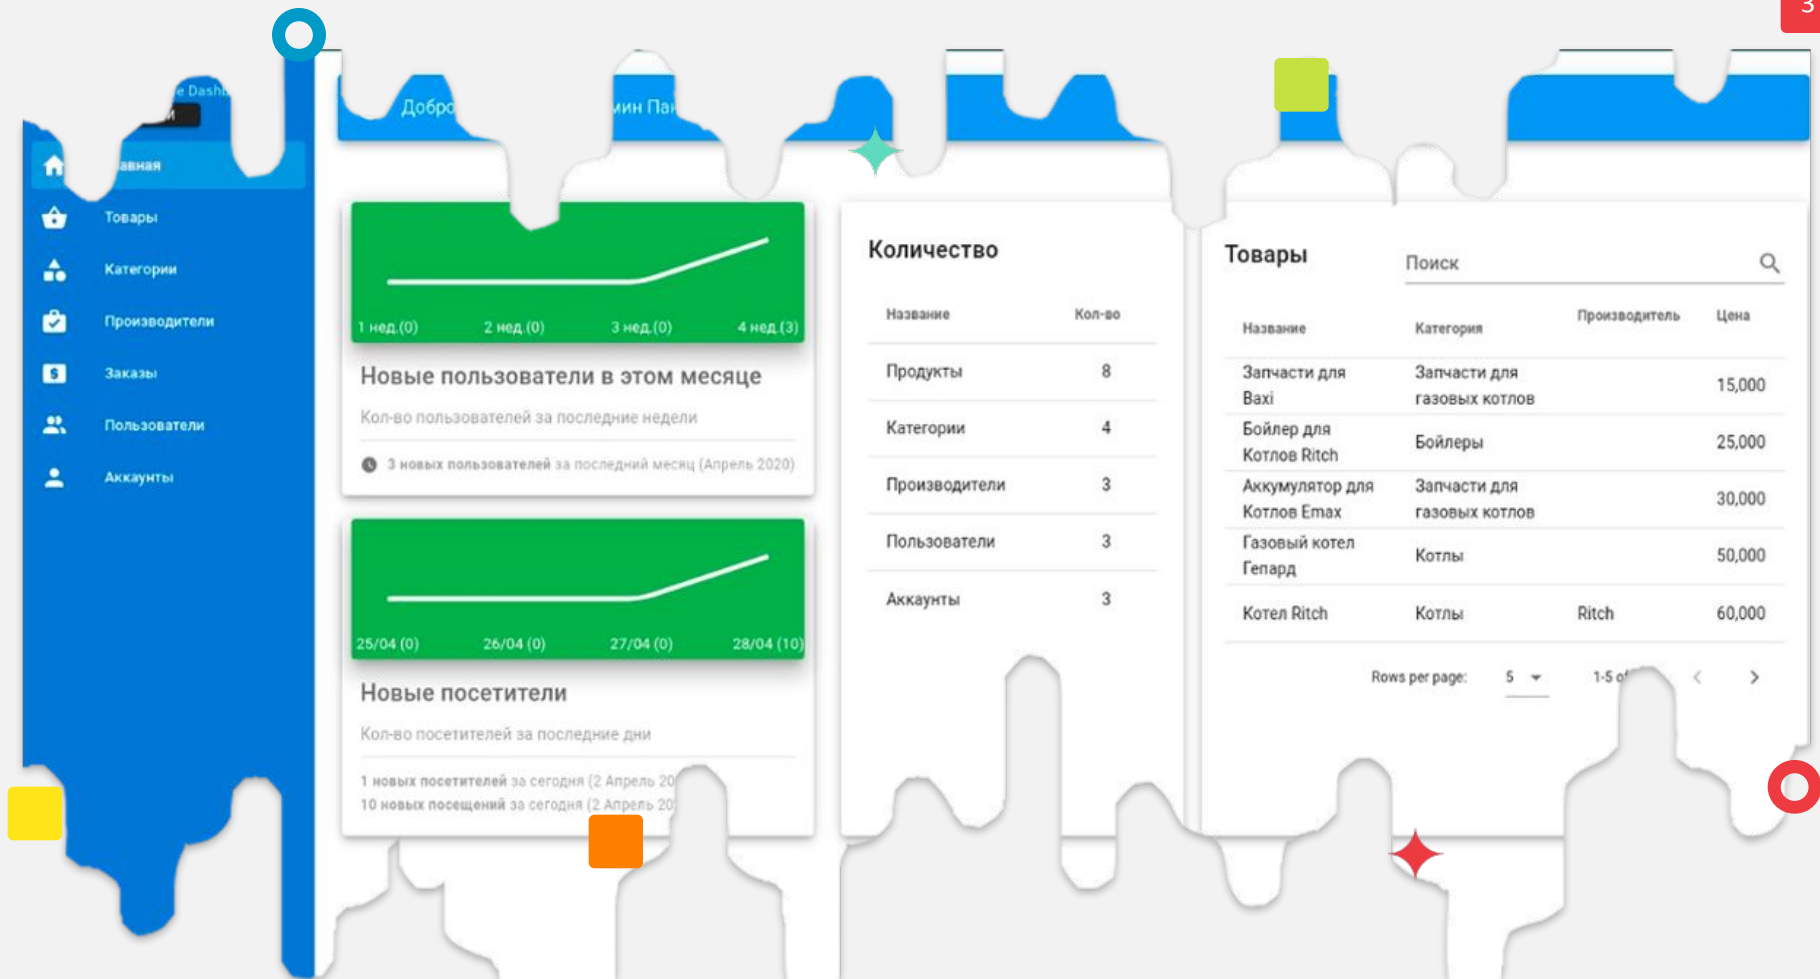 3
Товары
Категории
Производители
Заказы
Пользователи
Аккаунты
1 нед.(0) 2 нед.(0) 3 нед.(0) 4 нед.(3)
Новые пользователи в этом месяце
Кол-во пользователей за последние недели
3 новых пользователей за последний месяц (Апрель 2020)
25/04 (0) 26/04 (0) 27/04 (0) 28/04 (10)
Новые посетители
Кол-во посетителей за последние дни
1 новых посетителей за сегодня (2 Апрель 20
10 новых посещений за сегодня (2 Апрель 20
Количество
Название Кол-во
Продукты 8
Категории 4
Производители 3
Пользователи 3
Аккаунты 3
Товары
Поиск
Название Категория Производитель Цена
Запчасти для Запчасти для
Baxi газовых котлов 15,000
Бойлер для
Котлов Ritch Бойлеры 25,000
Аккумулятор для Запчасти для
Котлов Emax газовых котлов 30,000
Газовый котел
Гепард Котлы 50,000
Котел Ritch Котлы Ritch 60,000
Rows per page: 5 1-5